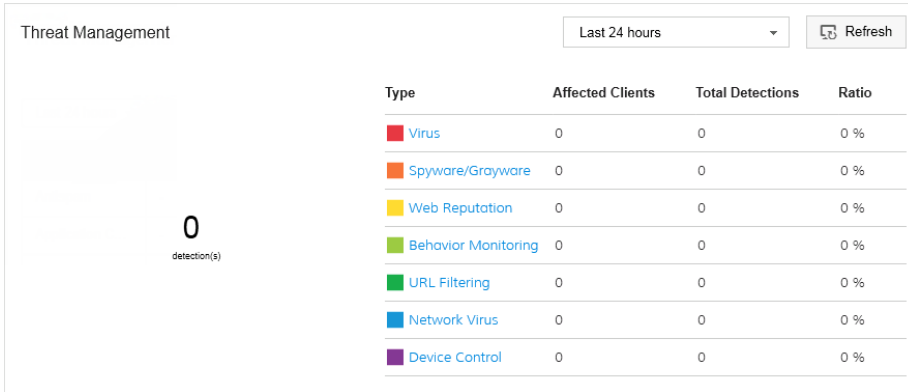 Threat Management
Last 24 hours
Refresh
Type Affected Clients Total Detections Ratio
Virus 0 0 0 %
Spyware/Grayware 0 0 0 %
Web Reputation 0 0 0 %
Behavior Monitoring 0 0 0 %
URL Filtering 0 0 0 %
Network Virus 0 0 0 %
Device Control 0 0 0 %
0
detection(s)